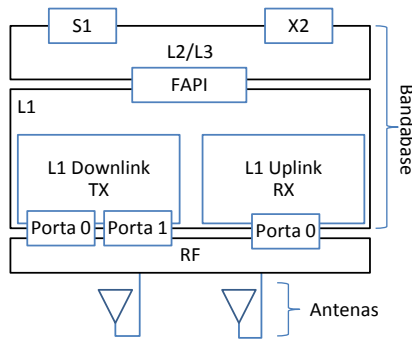 S1
X2
L2/L3
FAPI
L1
L1 Downlink
TX
L1 Uplink
RX
Porta 0
Porta 1
Porta 0
RF
Bandabase
Antenas